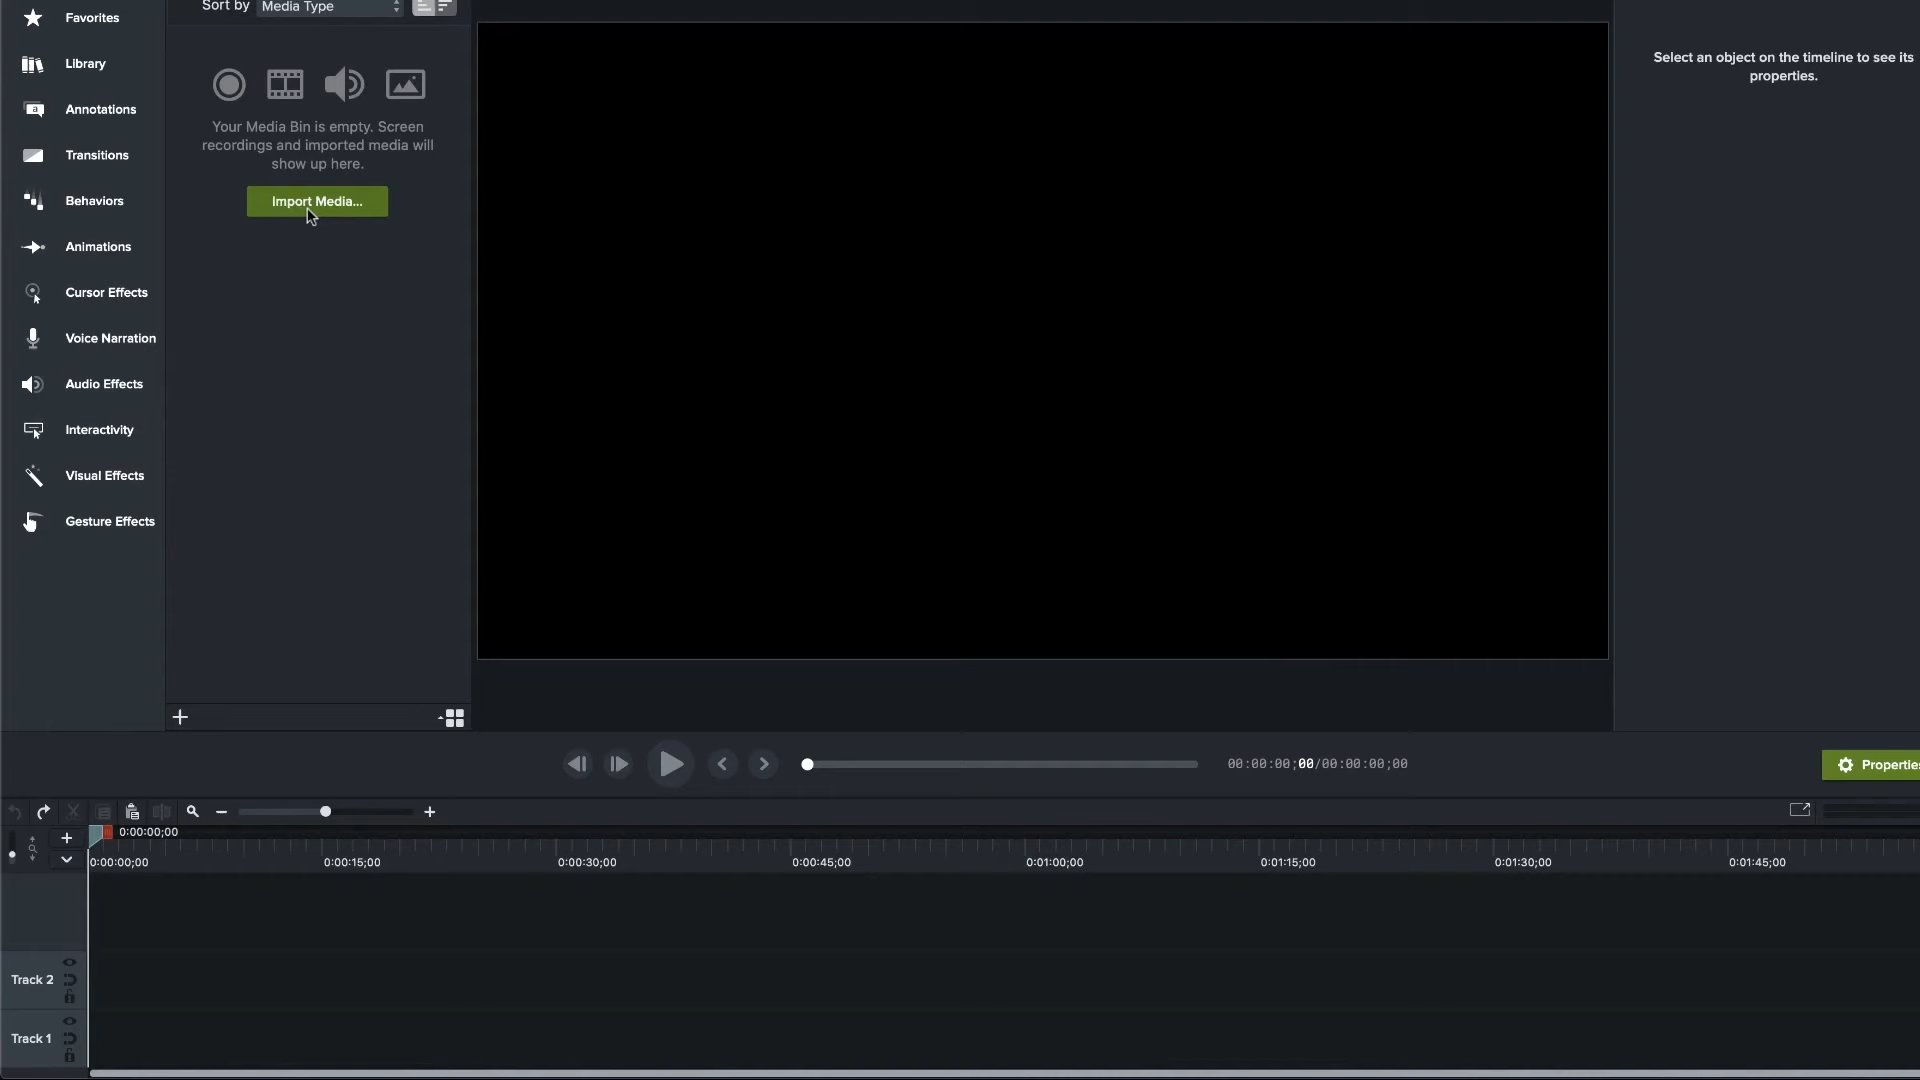 Favorites
Sort by Media Type
Library
Annotations
Transitions
Behaviors
Animations
Cursor Effects
Voice Narration
Audio Effects
Interactivity
Visual Effects
Gesture Effects
Your Media Bin is empty. Screen
recordings and imported media will
show up here.
Import Media...
Select an object on the timeline to see its
properties.
00:00:00;00/00:00:00;00
Properties
0:00:00;00
0:00:00;00 0:00:15;00 0:00:30;00 0:00:45;00 0:01:00;00 0:01:15;00 0:01:30;00 0:01:45;00
Track 2
Track 1